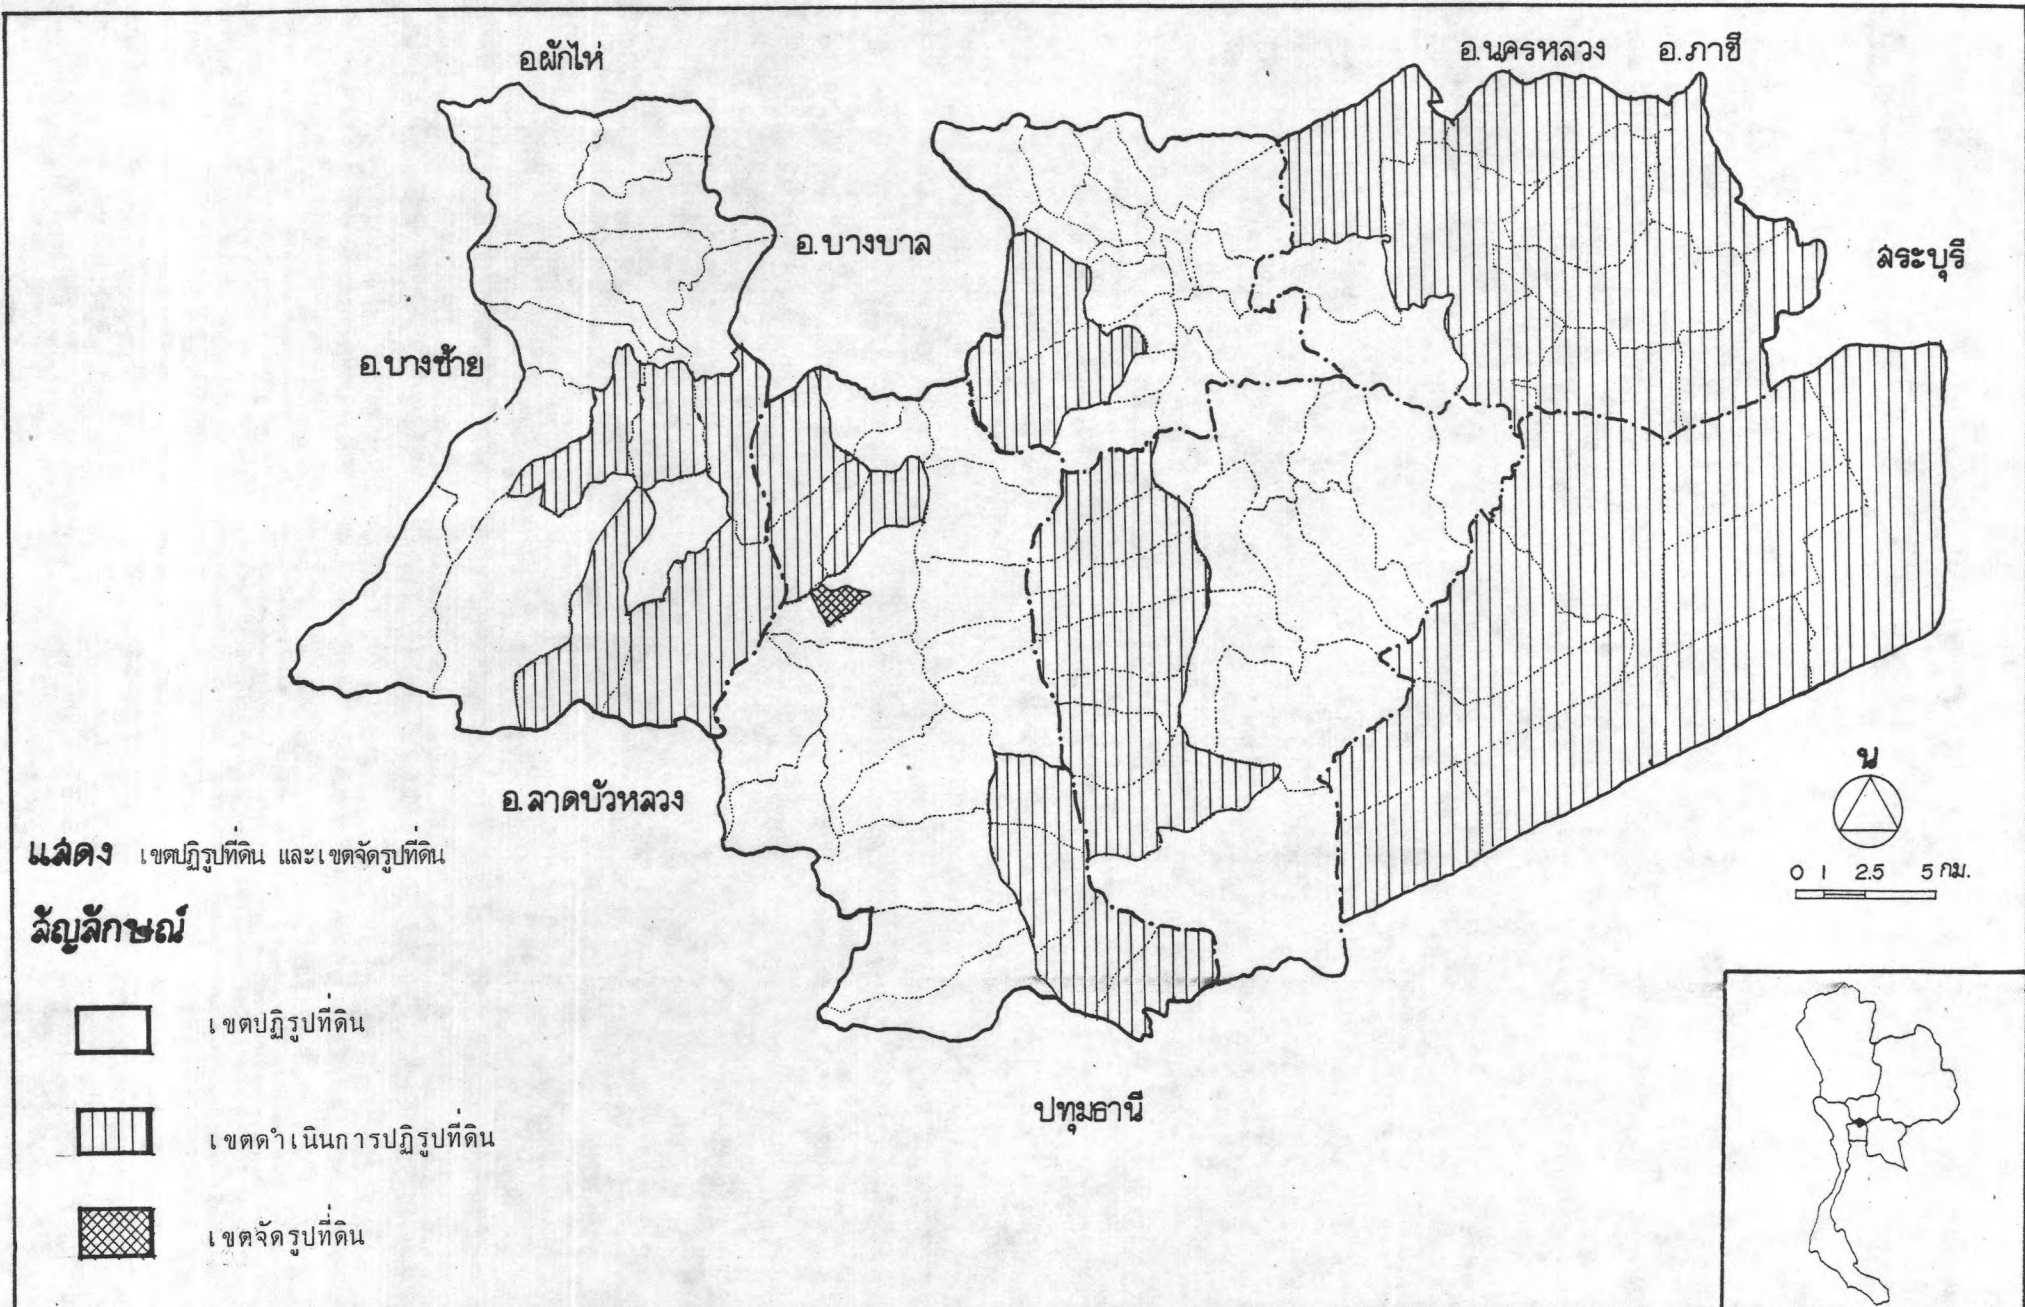 อ.ผักไห่
อ.นครหลวง อ.ภาชี
อ.บางบาล
สระบุรี
อ.บางซ้าย
น
อ.ลาดบัวหลวง
แสดง เขตปฏิรูปที่ดิน และเขตจัดรูปที่ดิน
0 1 2.5 5 กม.
สัญลักษณ์
เขตปฏิรูปที่ดิน
ปทุมธานี
เขตดำเนินการปฏิรูปที่ดิน
เขตจัดรูปที่ดิน